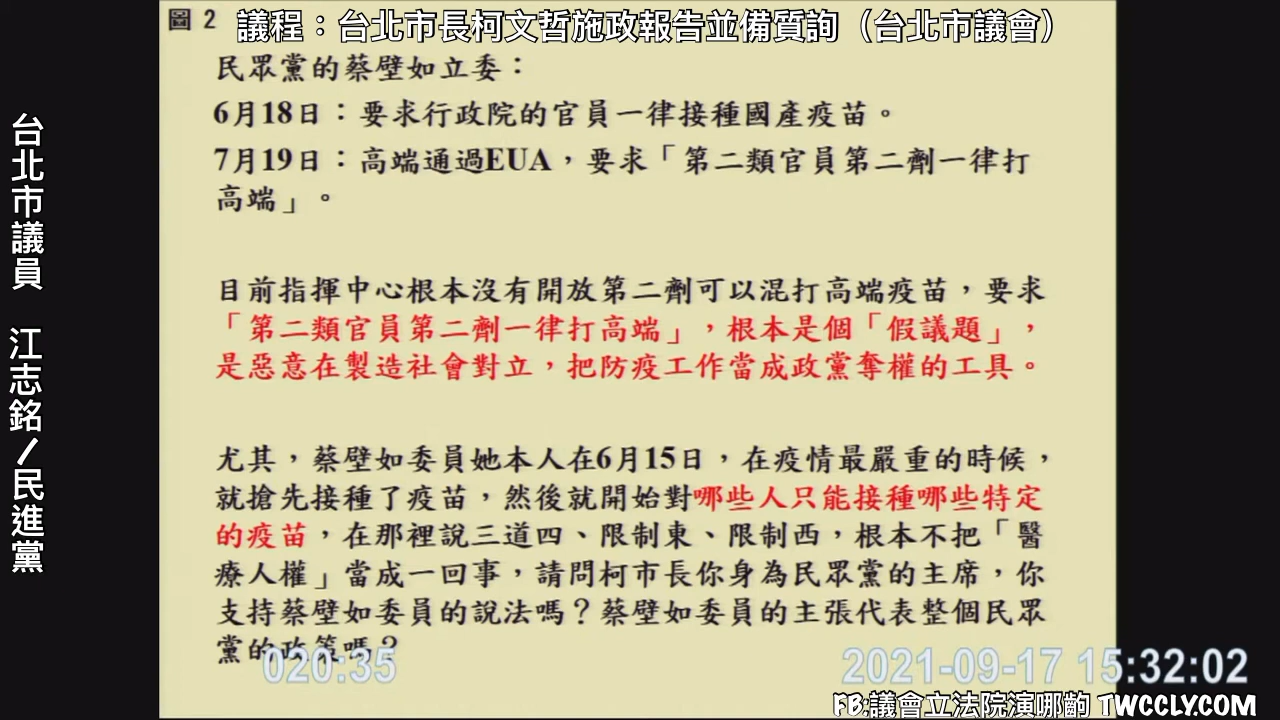 圖 2
議程：台北市長柯文哲施政報告並備質詢（台北市議會）
民眾黨的蔡壁如立委：
6月18日：要求行政院的官員一律接種國產疫苗。
7月19日：高端通過EUA，要求「第二類官員第二劑一律打
高端」。
目前指揮中心根本沒有開放第二劑可以混打高端疫苗，要求
「第二類官員第二劑一律打高端」，根本是個「假議題」，
是惡意在製造社會對立，把防疫工作當成政黨奪權的工具。
尤其，蔡壁如委員她本人在6月15日，在疫情最嚴重的時候，
就搶先接種了疫苗，然後就開始對哪些人只能接種哪些特定
的疫苗，在那裡說三道四、限制東、限制西，根本不把「醫
療人權」當成一回事，請問柯市長你身為民眾黨的主席，你
支持蔡壁如委員的說法嗎？蔡壁如委員的主張代表整個民眾
黨的政策嗎？
台北市議員 江志銘/民進黨
020:35
2021-09-17 15:32:02
FB:議會立法院演哪齣 TWCCLY.COM